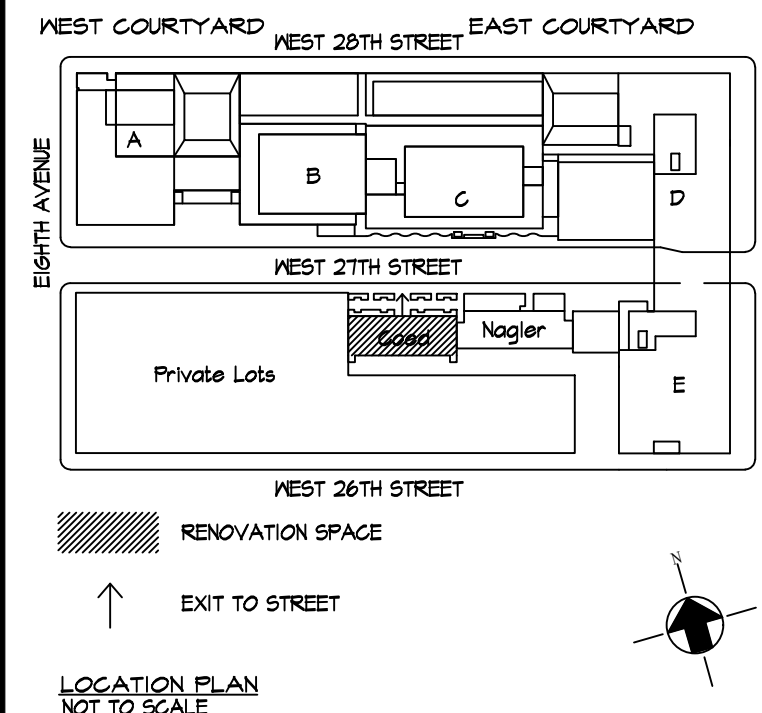 WEST COURTYARD
EAST COURTYARD
WEST 28TH STREET
EIGHTH AVENUE
A
B
C
D
WEST 27TH STREET
Coed
Nagler
Private Lots
E
WEST 26TH STREET
RENOVATION SPACE
EXIT TO STREET
N
LOCATION PLAN
NOT TO SCALE